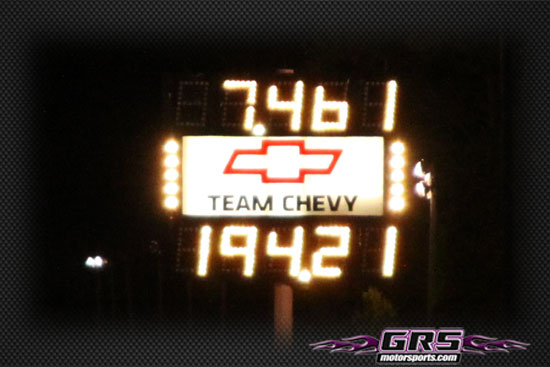 7.461
TEAM CHEVY
194.21
GRS
motorsports.com